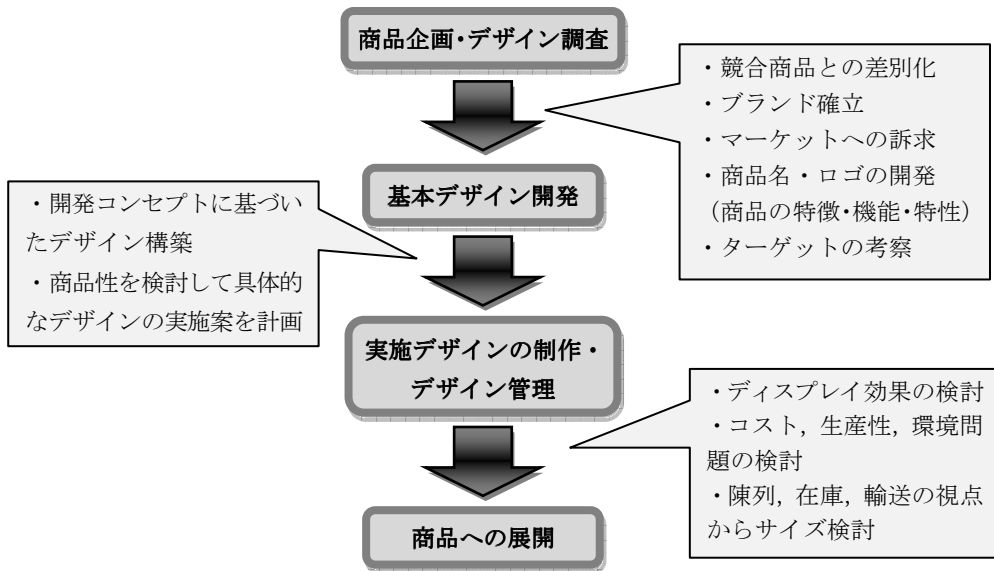 商品企画・デザイン調査
・競合商品との差別化
・ブランド確立
・マーケットへの訴求
・商品名・ロゴの開発
（商品の特徴・機能・特性）
・ターゲットの考察
基本デザイン開発
・開発コンセプトに基づい
たデザイン構築
・商品性を検討して具体的
なデザインの実施案を計画
実施デザインの制作・
デザイン管理
・ディスプレイ効果の検討
・コスト, 生産性, 環境問
題の検討
・陳列, 在庫, 輸送の視点
からサイズ検討
商品への展開